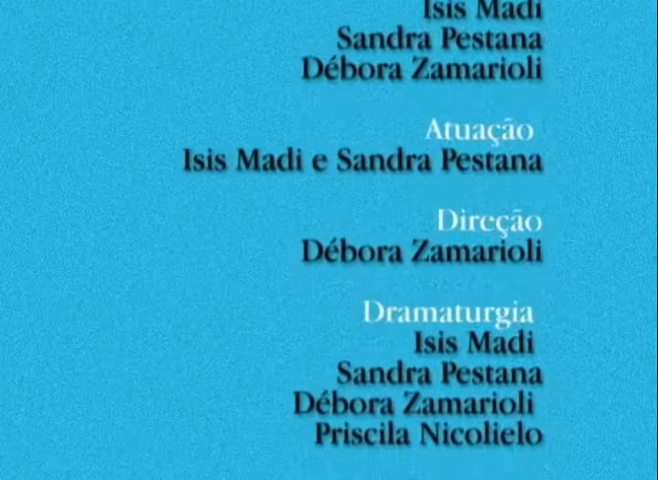 Isis Madi
Sandra Pestana
Débora Zamarioli
Atuação
Isis Madi e Sandra Pestana
Direção
Débora Zamarioli
Dramaturgia
Isis Madi
Sandra Pestana
Débora Zamarioli
Priscila Nicolielo